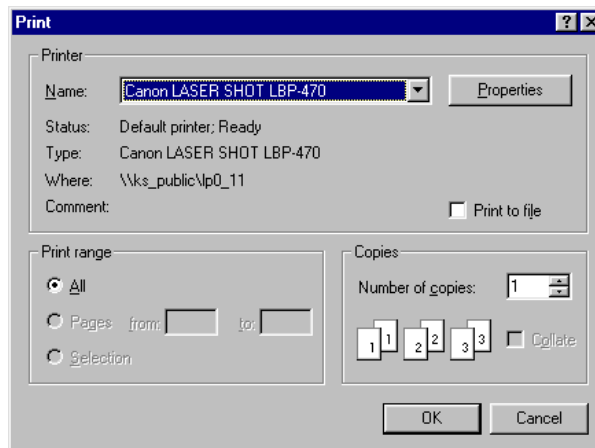 Print
Printer
Name: Canon LASER SHOT LBP-470 Properties
Status: Default printer; Ready
Type: Canon LASER SHOT LBP-470
Where: \\ks_public\lp0_11
Comment: Print to file
Print range
All
Pages from: to:
Selection
Copies
Number of copies: 1
1 1 2 2 3 3 Collate
OK Cancel